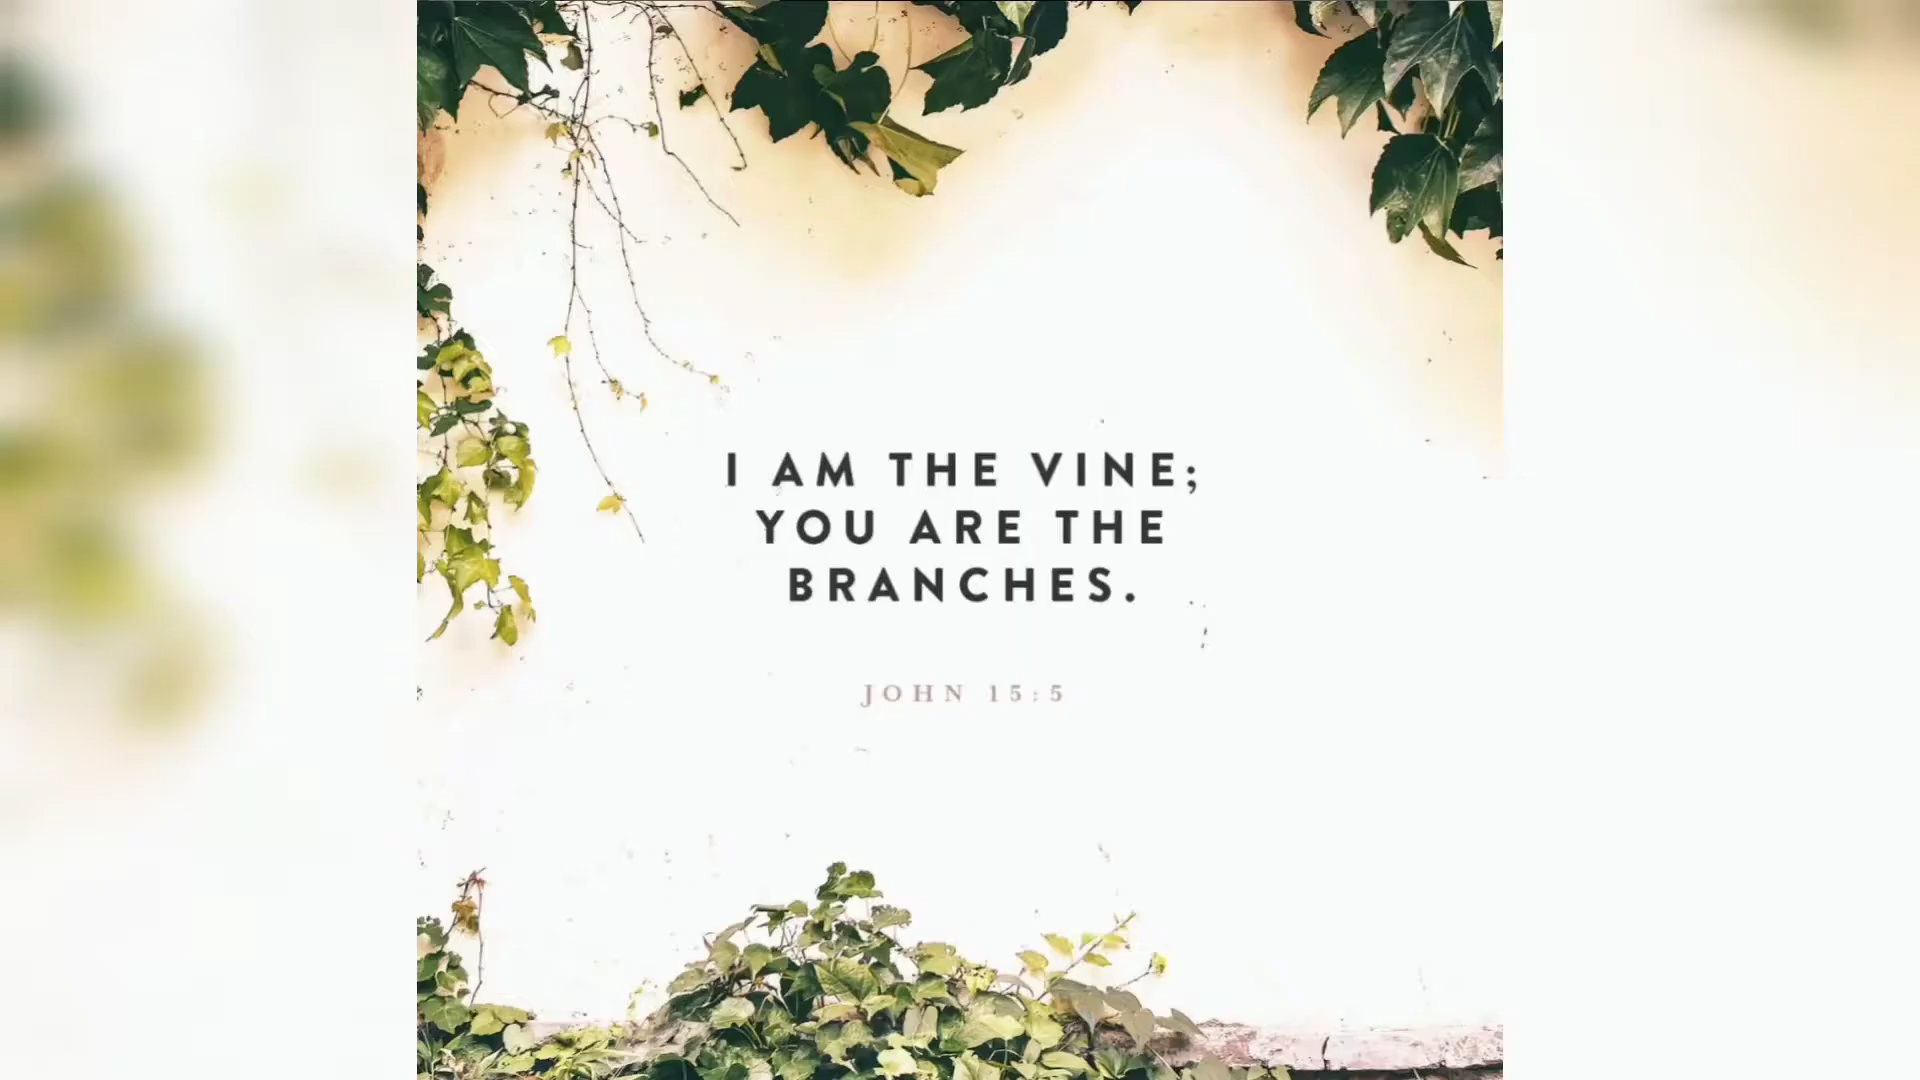 I AM THE VINE;
YOU ARE THE
BRANCHES.
JOHN 15:5